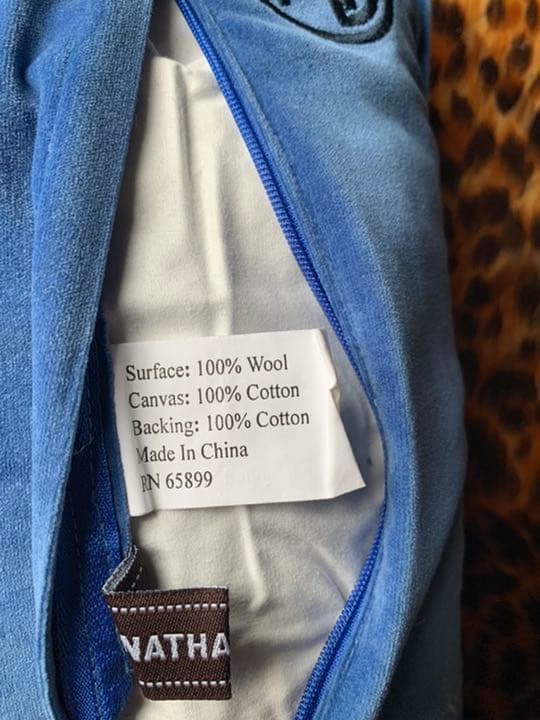 Surface: 100% Wool
Canvas: 100% Cotton
Backing: 100% Cotton
Made In China
RN 65899
NATHA